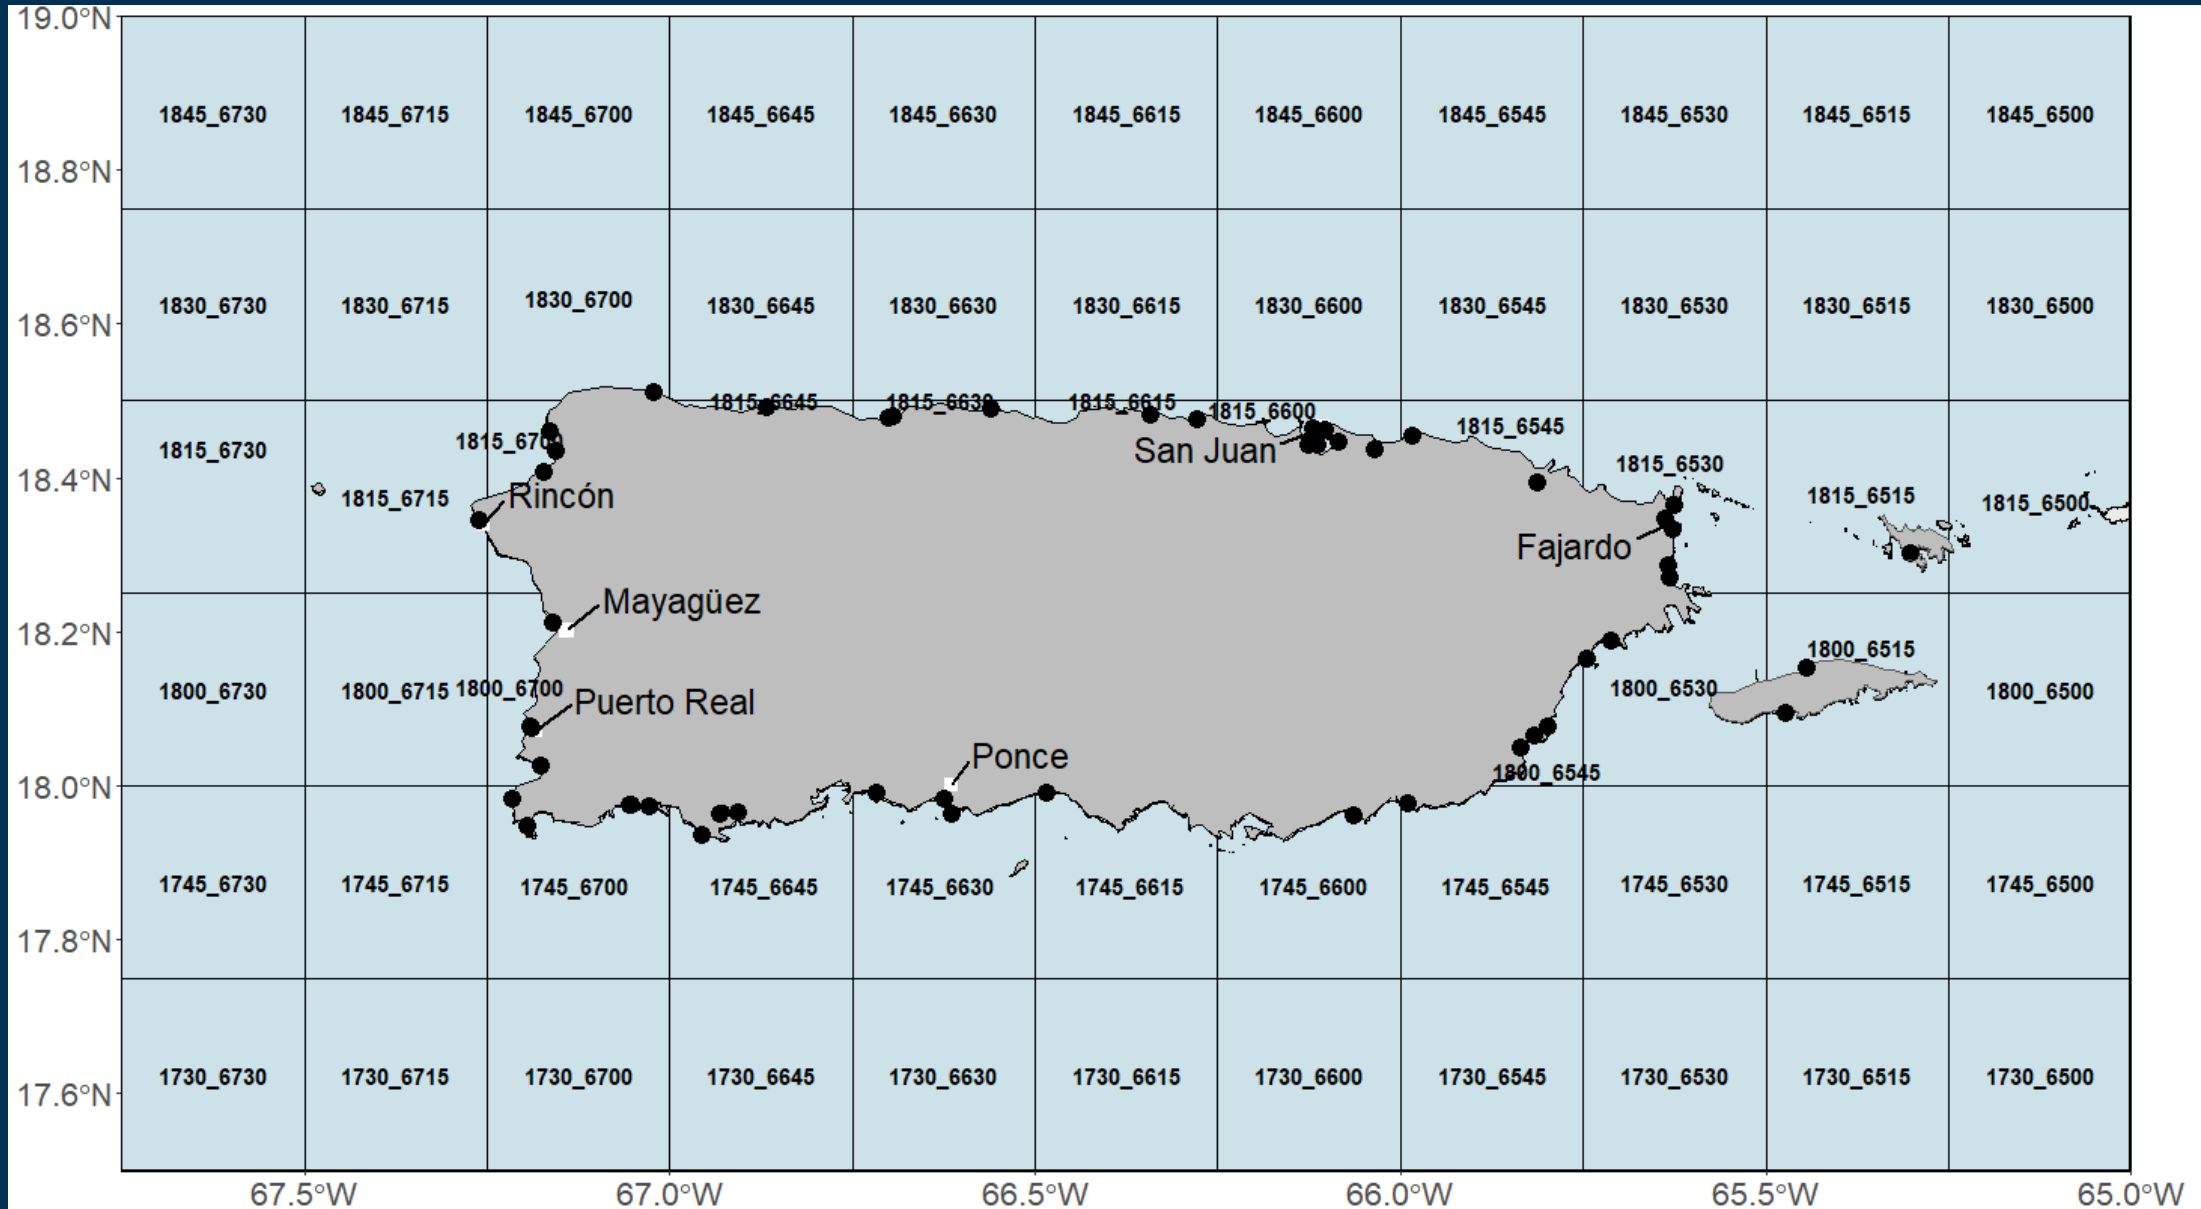 19.0°N
1845_6730 1845_6715 1845_6700 1845_6645 1845_6630 1845_6615 1845_6600 1845_6545 1845_6530 1845_6515 1845_6500
18.8°N
1830_6730 1830_6715 1830_6700 1830_6645 1830_6630 1830_6615 1830_6600 1830_6545 1830_6530 1830_6515 1830_6500
18.6°N
1815_6645 1815_6630 1815_6615 1815_6600
1815_6730 1815_6700 San Juan 1815_6545
1815_6530
18.4°N
1815_6715 Rincón 1815_6515 1815_6500
Fajardo
Mayagüez
18.2°N
1800_6515
1800_6730 1800_6715 1800_6700 Puerto Real 1800_6530 1800_6500
Ponce
1800_6545
18.0°N
1745_6730 1745_6715 1745_6700 1745_6645 1745_6630 1745_6615 1745_6600 1745_6545 1745_6530 1745_6515 1745_6500
17.8°N
1730_6730 1730_6715 1730_6700 1730_6645 1730_6630 1730_6615 1730_6600 1730_6545 1730_6530 1730_6515 1730_6500
17.6°N
67.5°W 67.0°W 66.5°W 66.0°W 65.5°W 65.0°W